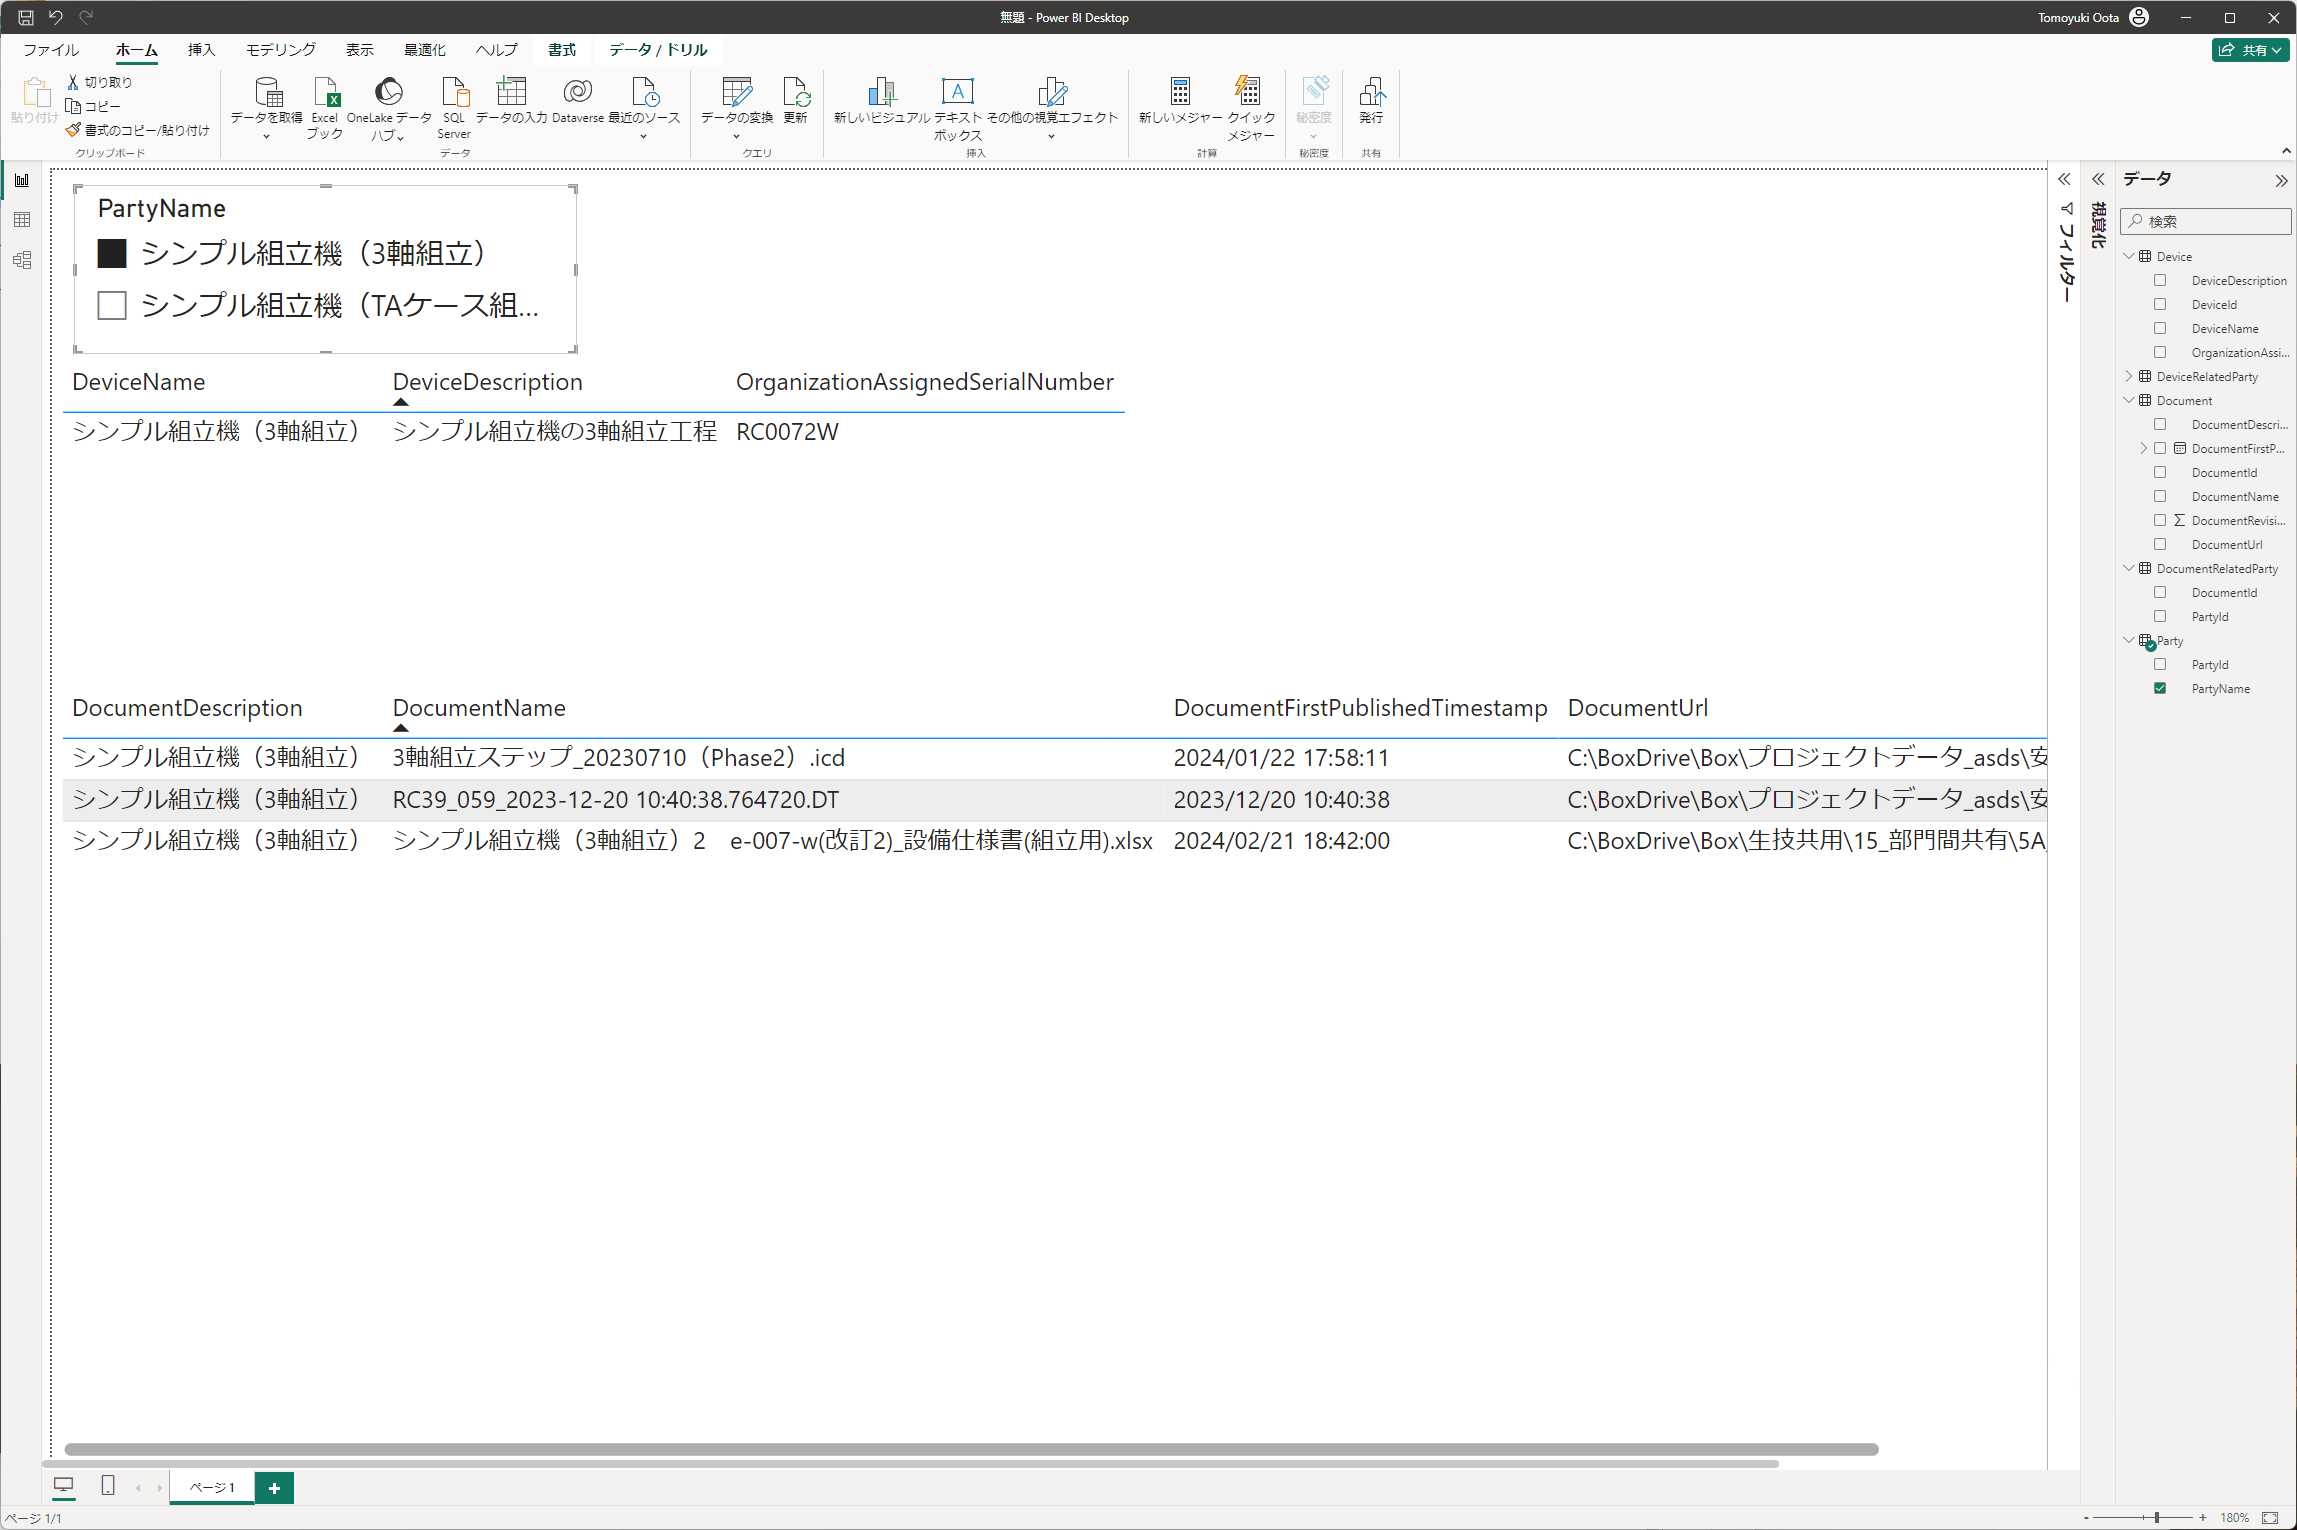 無題 - Power BI Desktop
Tomoyuki Oota
ファイル ホーム 挿入 モデリング 表示 最適化 ヘルプ 書式 データ / ドリル
共有
貼り付け
切り取り
コピー
書式のコピー/貼り付け
クリップボード
データを取得
Excel ブック
OneLake データ ハブ
SQL Server
データの入力
Dataverse
最近のソース
データ
データの変換
更新
クエリ
新しいビジュアル
テキスト ボックス
その他の視覚エフェクト
挿入
新しいメジャー
クイック メジャー
計算
秘密度
秘密度
発行
共有
PartyName
シンプル組立機（3軸組立）
シンプル組立機（TAケース組...
DeviceName DeviceDescription OrganizationAssignedSerialNumber
シンプル組立機（3軸組立） シンプル組立機の3軸組立工程 RC0072W
DocumentDescription DocumentName DocumentFirstPublishedTimestamp DocumentUrl
シンプル組立機（3軸組立） 3軸組立ステップ_20230710（Phase2）.icd 2024/01/22 17:58:11 C:\BoxDrive\Box\プロジェクトデータ_asds\安
シンプル組立機（3軸組立） RC39_059_2023-12-20 10:40:38.764720.DT 2023/12/20 10:40:38 C:\BoxDrive\Box\プロジェクトデータ_asds\安
シンプル組立機（3軸組立） シンプル組立機（3軸組立）2　e-007-w(改訂2)_設備仕様書(組立用).xlsx 2024/02/21 18:42:00 C:\BoxDrive\Box\生技共用\15_部門間共有\5A_
フィルター
視覚化
データ
検索
Device
DeviceDescription
DeviceId
DeviceName
OrganizationAssi...
DeviceRelatedParty
Document
DocumentDescri...
DocumentFirstP...
DocumentId
DocumentName
DocumentRevisi...
DocumentUrl
DocumentRelatedParty
DocumentId
PartyId
Party
PartyId
PartyName
ページ 1
ページ 1/1
- + 180%